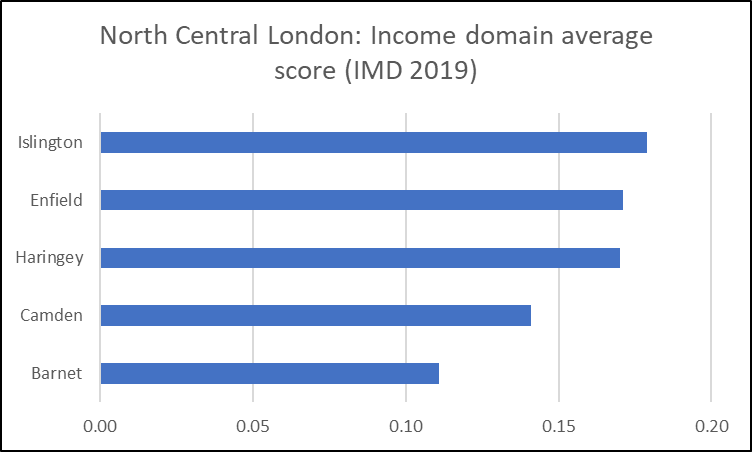 North Central London: Income domain average
score (IMD 2019)
Islington
Enfield
Haringey
Camden
Barnet
0.00 0.05 0.10 0.15 0.20